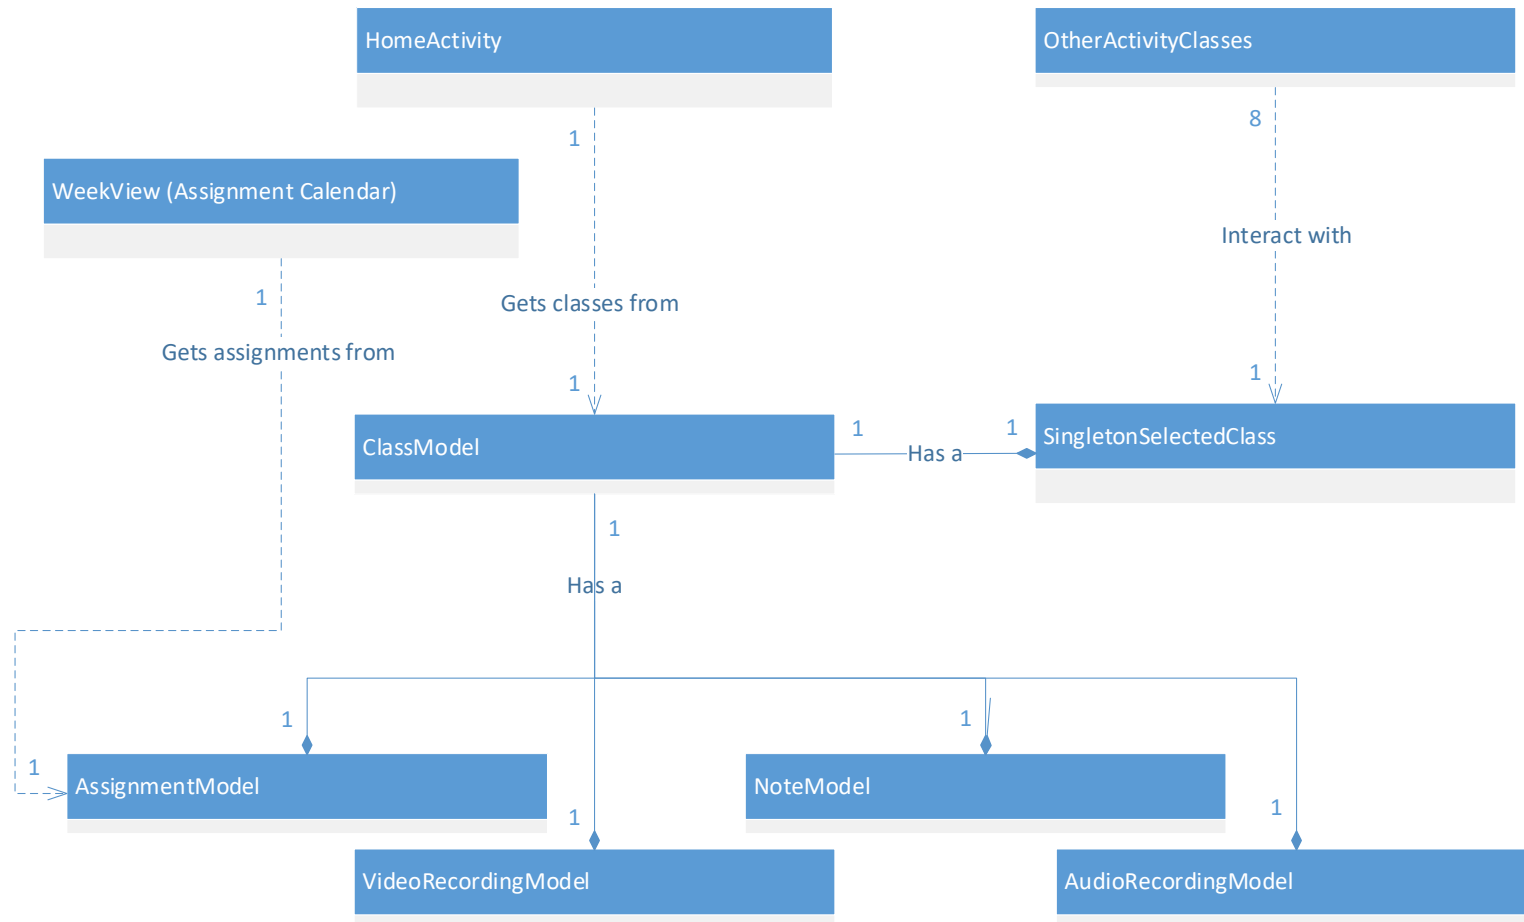 HomeActivity
OtherActivityClasses
1
8
WeekView (Assignment Calendar)
Interact with
1
Gets classes from
Gets assignments from
1
1
ClassModel
1
Has a
1
SingletonSelectedClass
1
Has a
1
1
1
AssignmentModel
NoteModel
1
1
VideoRecordingModel
AudioRecordingModel